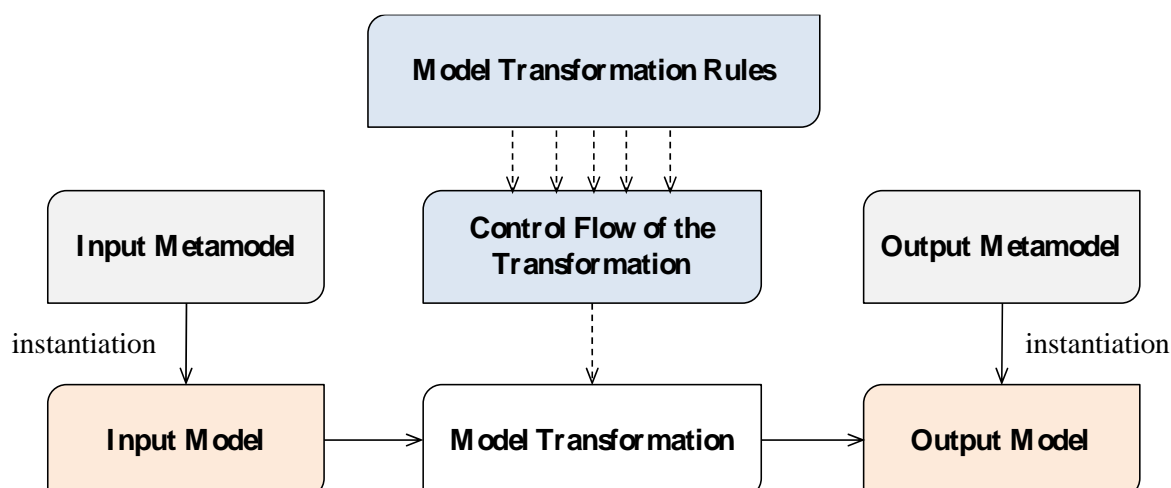 Model Transformation Rules
Input Metamodel
Control Flow of the
Transformation
Output Metamodel
instantiation
instantiation
Input Model
Model Transformation
Output Model